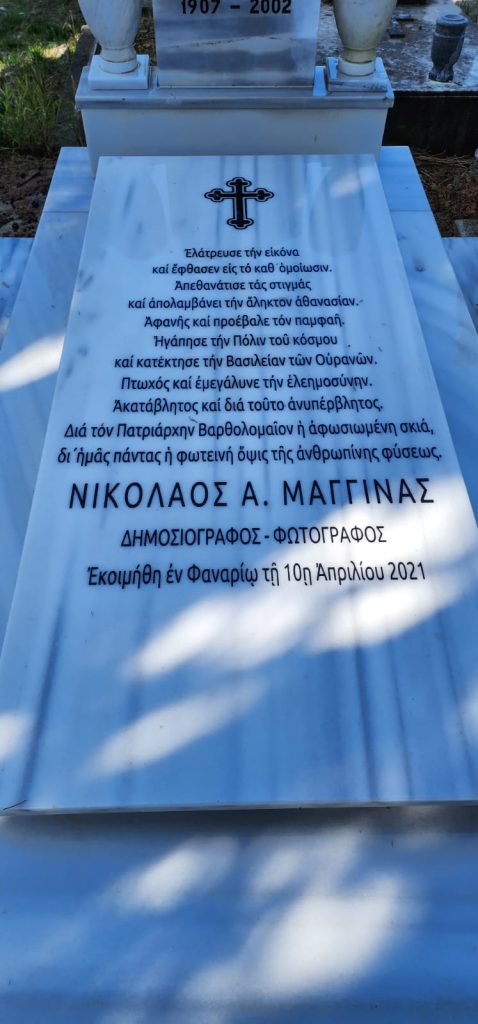 1907 - 2002
Ἐλάτρευσε τήν εἰκόνα
καί ἔφθασεν εἰς τό καθ᾽ὁμοίωσιν.
Ἀπεθανάτισε τάς στιγμάς
καί ἀπολαμβάνει τήν ἄληκτον ἀθανασίαν.
Ἀφανής καί προέβαλε τόν παμφαῆ.
Ἠγάπησε τήν Πόλιν τοῦ κόσμου
καί κατέκτησε τήν Βασιλείαν τῶν Οὐρανῶν.
Πτωχός καί ἐμεγάλυνε τήν ἐλεημοσύνην.
Ἀκατάβλητος καί διά τοῦτο ἀνυπέρβλητος.
Διά τόν Πατριάρχην Βαρθολομαῖον ἡ ἀφωσιωμένη σκιά,
δι᾽ἡμᾶς πάντας ἡ φωτεινή ὄψις τῆς ἀνθρωπίνης φύσεως.
ΝΙΚΟΛΑΟΣ Α. ΜΑΓΓΙΝΑΣ
ΔΗΜΟΣΙΟΓΡΑΦΟΣ - ΦΩΤΟΓΡΑΦΟΣ
Ἐκοιμήθη ἐν Φαναρίῳ τῇ 10ῃ Ἀπριλίου 2021